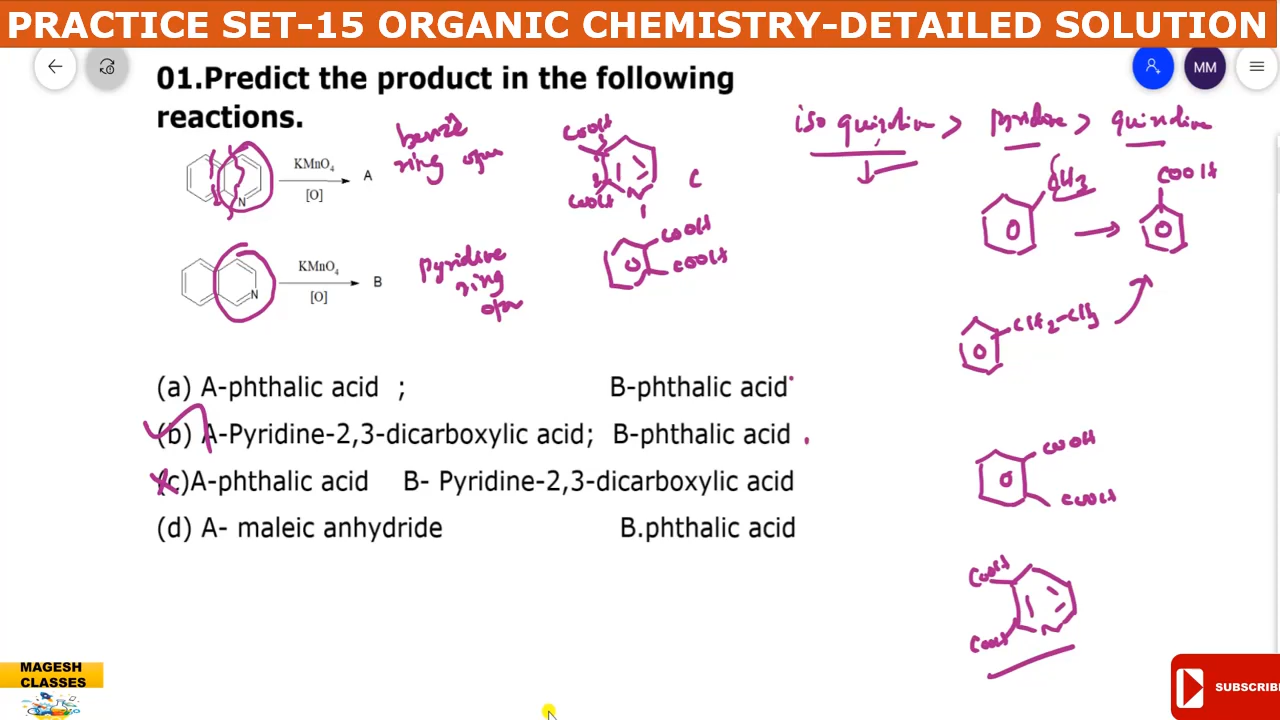 PRACTICE SET-15 ORGANIC CHEMISTRY-DETAILED SOLUTION
MM
01.Predict the product in the following
reactions.
KMnO₄
[O]
A
N
ring open
COOH
COOH
N
1
2
3
C
iso quinoline > pyridine > quinoline
CH3
COOH
KMnO₄
[O]
B
N
Pyridine
ring
open
COOH
COOH
CH2-CH3
(a) A-phthalic acid ; B-phthalic acid
(b) A-Pyridine-2,3-dicarboxylic acid; B-phthalic acid
(c)A-phthalic acid B- Pyridine-2,3-dicarboxylic acid
(d) A- maleic anhydride B.phthalic acid
COOH
COOH
COOH
COOH
N
MAGESH
CLASSES
SUBSCRIBE